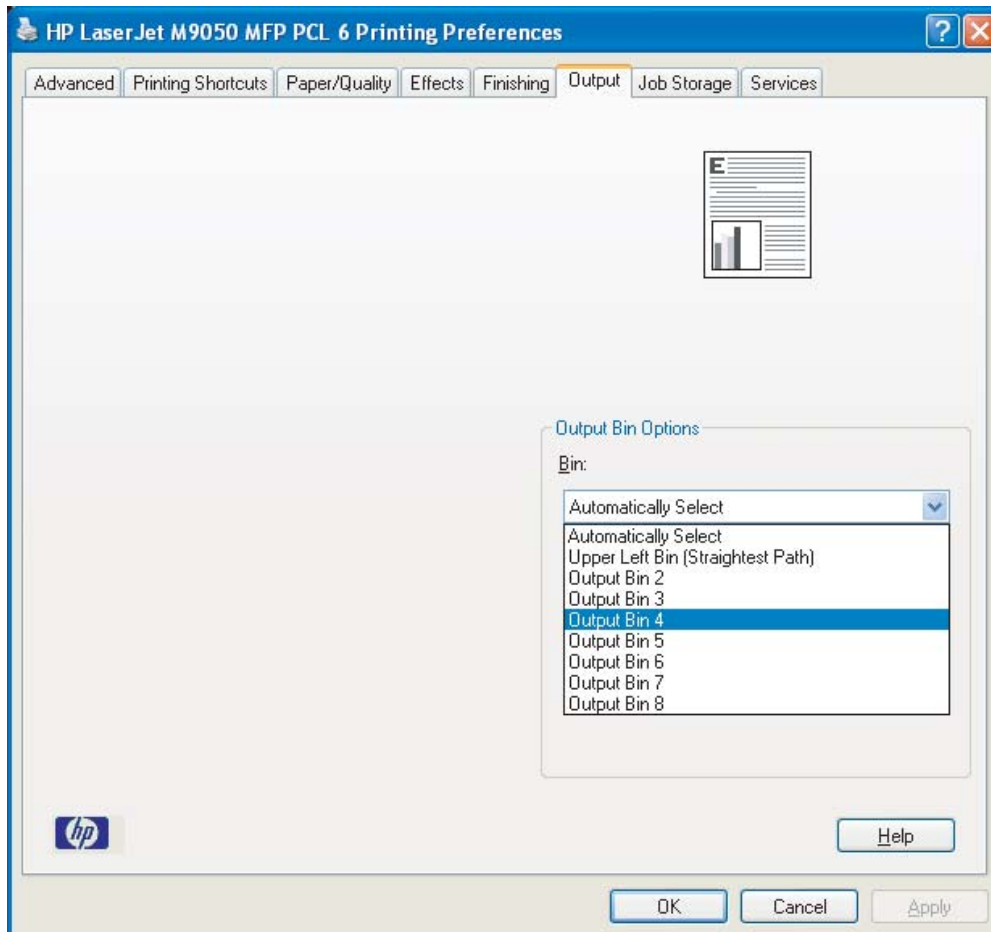 HP LaserJet M9050 MFP PCL 6 Printing Preferences
Advanced Printing Shortcuts Paper/Quality Effects Finishing Output Job Storage Services
E
Output Bin Options
Bin:
Automatically Select
Automatically Select
Upper Left Bin (Straightest Path)
Output Bin 2
Output Bin 3
Output Bin 4
Output Bin 5
Output Bin 6
Output Bin 7
Output Bin 8
hp
Help
OK Cancel Apply